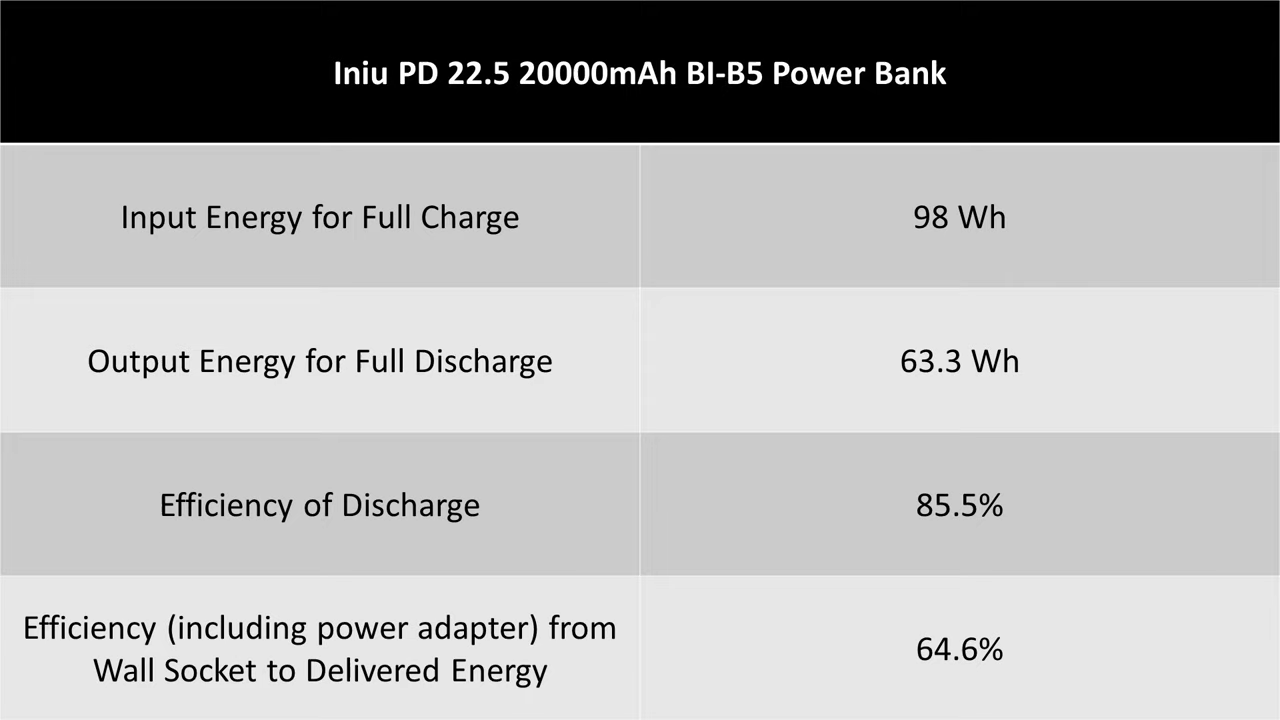 Iniu PD 22.5 20000mAh BI-B5 Power Bank
Input Energy for Full Charge
98 Wh
Output Energy for Full Discharge
63.3 Wh
Efficiency of Discharge
85.5%
Efficiency (including power adapter) from
Wall Socket to Delivered Energy
64.6%